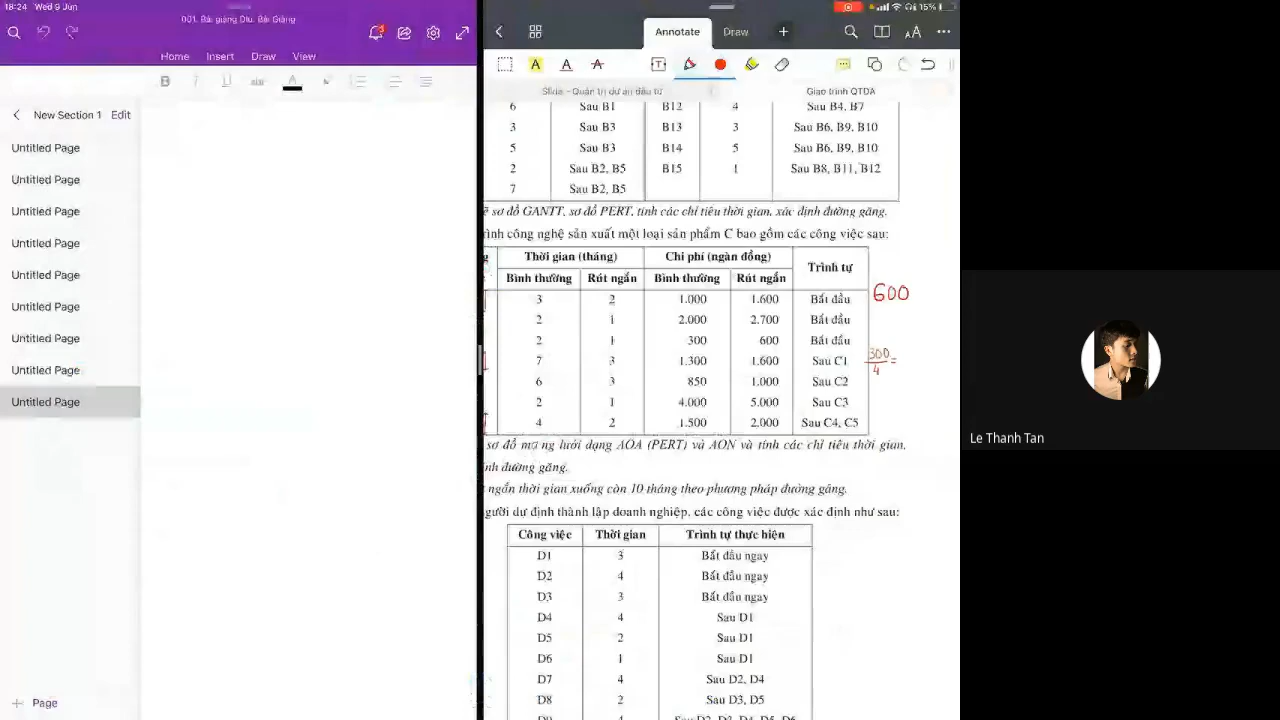 18:24 Wed 9 Jun
001. Bài giảng Dlu, Bài Giảng
Home Insert Draw View
New Section 1 Edit
Untitled Page
Untitled Page
Untitled Page
Untitled Page
Untitled Page
Untitled Page
Untitled Page
Untitled Page
Untitled Page
Page
15%
Annotate Draw
Slide - Quản trị dự án đầu tư Giáo trình QTDA
6 Sau B1 B12 4 Sau B4, B7
3 Sau B3 B13 3 Sau B6, B9, B10
5 Sau B3 B14 5 Sau B6, B9, B10
2 Sau B2, B5 B15 1 Sau B8, B11, B12
7 Sau B2, B5
sơ đồ GANTT, sơ đồ PERT, tính các chỉ tiêu thời gian, xác định đường găng.
trình công nghệ sản xuất một loại sản phẩm C bao gồm các công việc sau:
Thời gian (tháng) Chi phí (ngàn đồng) Trình tự
Bình thường Rút ngắn Bình thường Rút ngắn
3 2 1.000 1.600 Bắt đầu 600
2 1 2.000 2.700 Bắt đầu
2 1 300 600 Bắt đầu
7 3 1.300 1.600 Sau C1 300/4 =
6 3 850 1.000 Sau C2
2 1 4.000 5.000 Sau C3
4 2 1.500 2.000 Sau C4, C5
sơ đồ mạng lưới dạng AOA (PERT) và AON và tính các chỉ tiêu thời gian.
đường găng.
ngắn thời gian xuống còn 10 tháng theo phương pháp đường găng.
người dự định thành lập doanh nghiệp, các công việc được xác định như sau:
Công việc Thời gian Trình tự thực hiện
D1 3 Bắt đầu ngay
D2 4 Bắt đầu ngay
D3 3 Bắt đầu ngay
D4 4 Sau D1
D5 2 Sau D1
D6 1 Sau D1
D7 4 Sau D2, D4
D8 2 Sau D3, D5
Le Thanh Tan